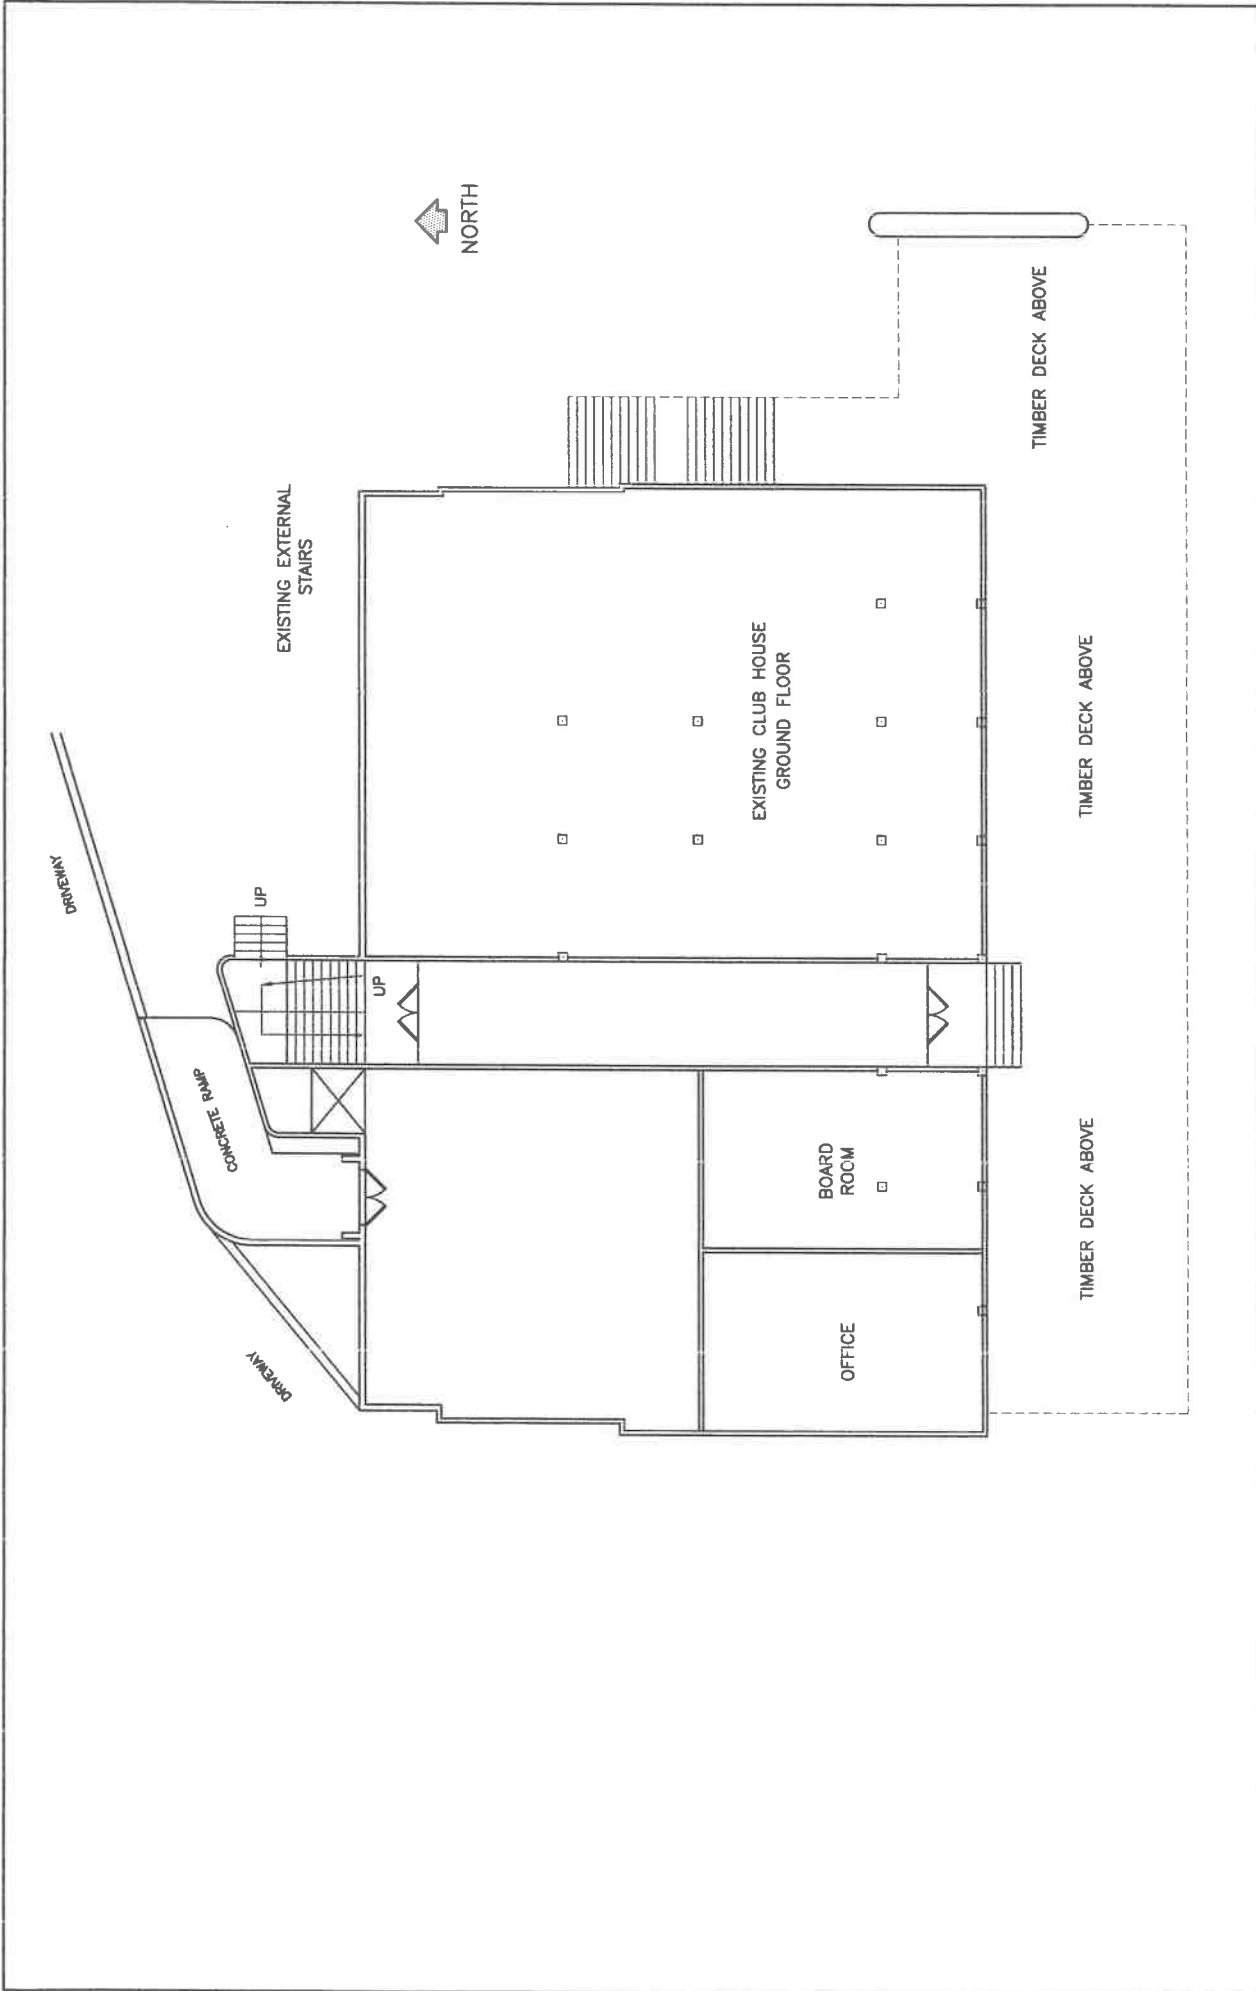 DRIVEWAY
CONCRETE RAMP
DRIVEWAY
UP
UP
EXISTING EXTERNAL
STAIRS
NORTH
OFFICE
BOARD
ROOM
EXISTING CLUB HOUSE
GROUND FLOOR
TIMBER DECK ABOVE
TIMBER DECK ABOVE
TIMBER DECK ABOVE